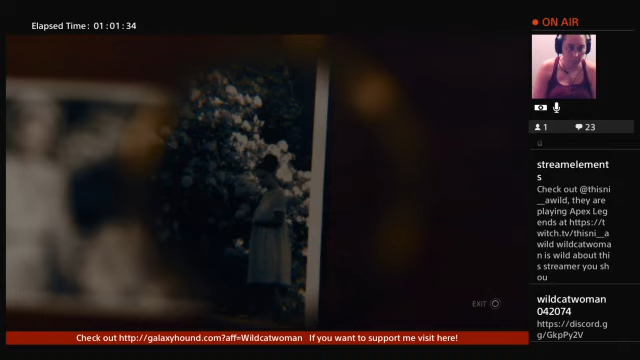 Elapsed Time: 01:01:34
ON AIR
1
23
streamelement
s
Check out @thisni
__awild, they are
playing Apex Leg
ends at https://t
witch.tv/thisni__a
wild wildcatwoma
n is wild about thi
s streamer you sh
ou
EXIT
wildcatwoman
042074
https://discord.g
g/GkpPy2V
Check out http://galaxyhound.com?aff=Wildcatwoman If you want to support me visit here!